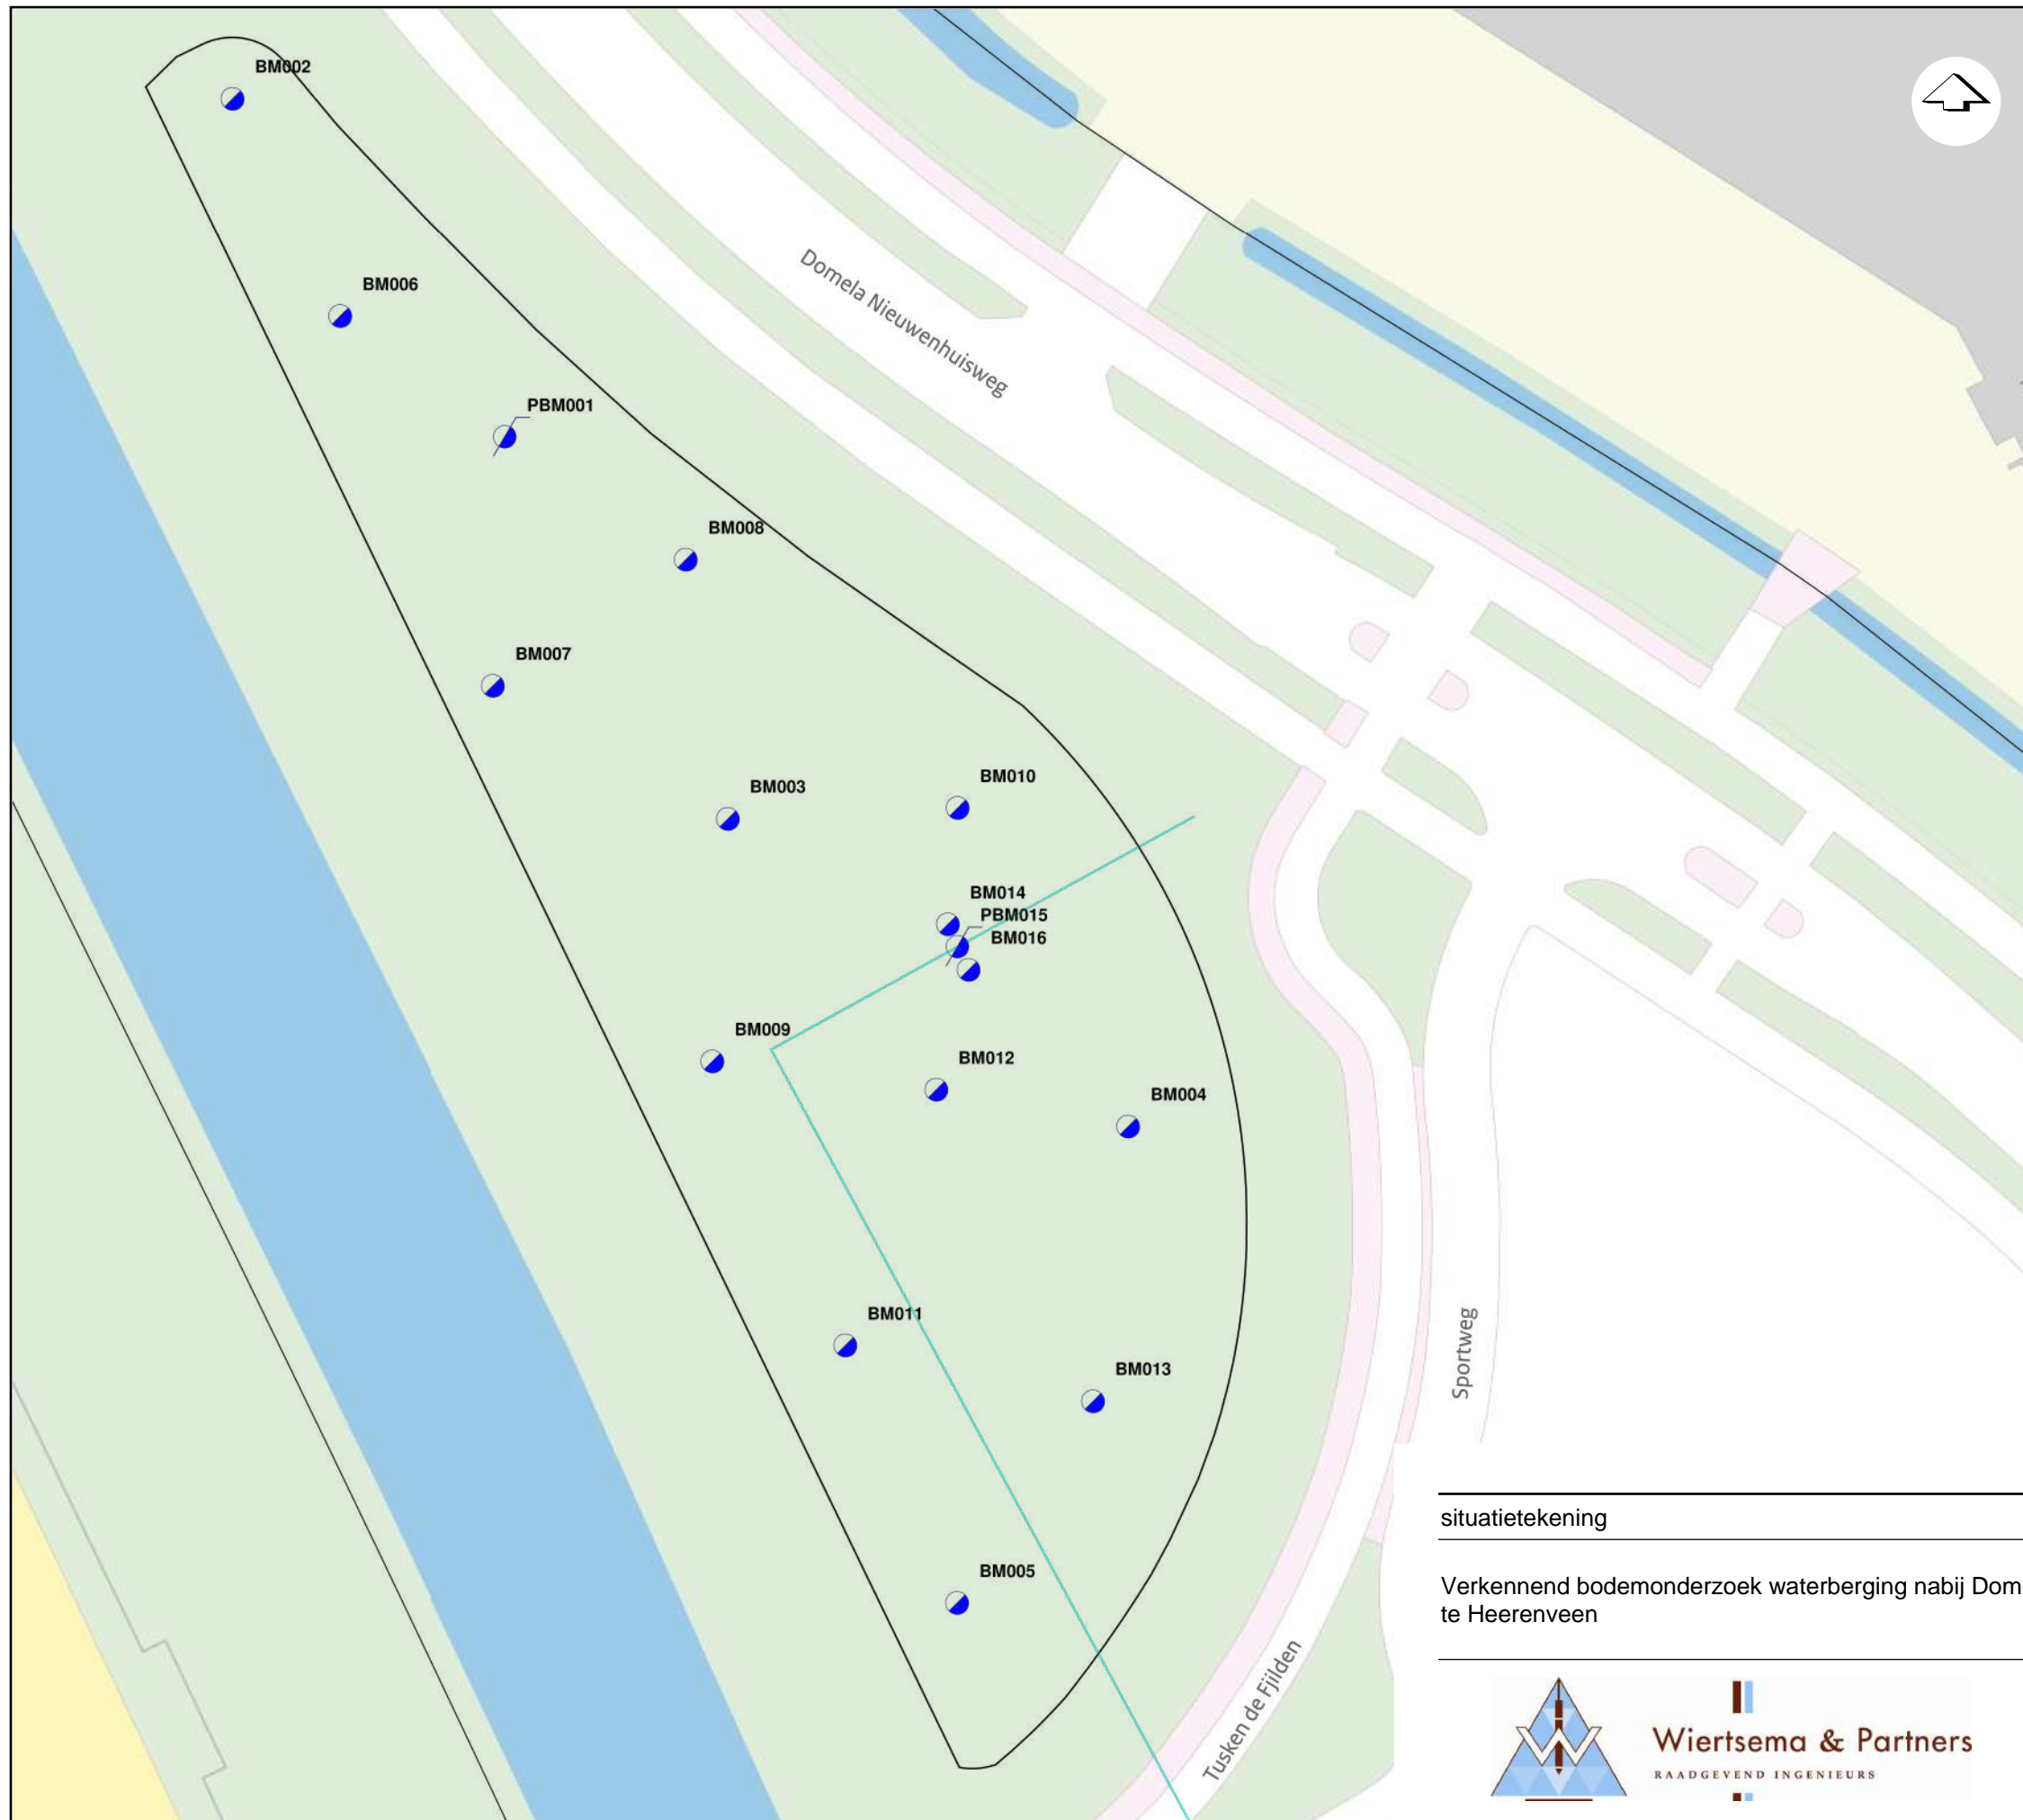 BM002
BM006
Domela Nieuwenhuisweg
PBM001
BM008
BM007
BM003
BM010
BM014
PBM015
BM016
BM009
BM012
BM004
BM011
BM013
Sportweg
BM005
Tusken de Fjilden
situatietekening
Verkennend bodemonderzoek waterberging nabij Dom
te Heerenveen
Wiertsema & Partners
RAADGEVEND INGENIEURS